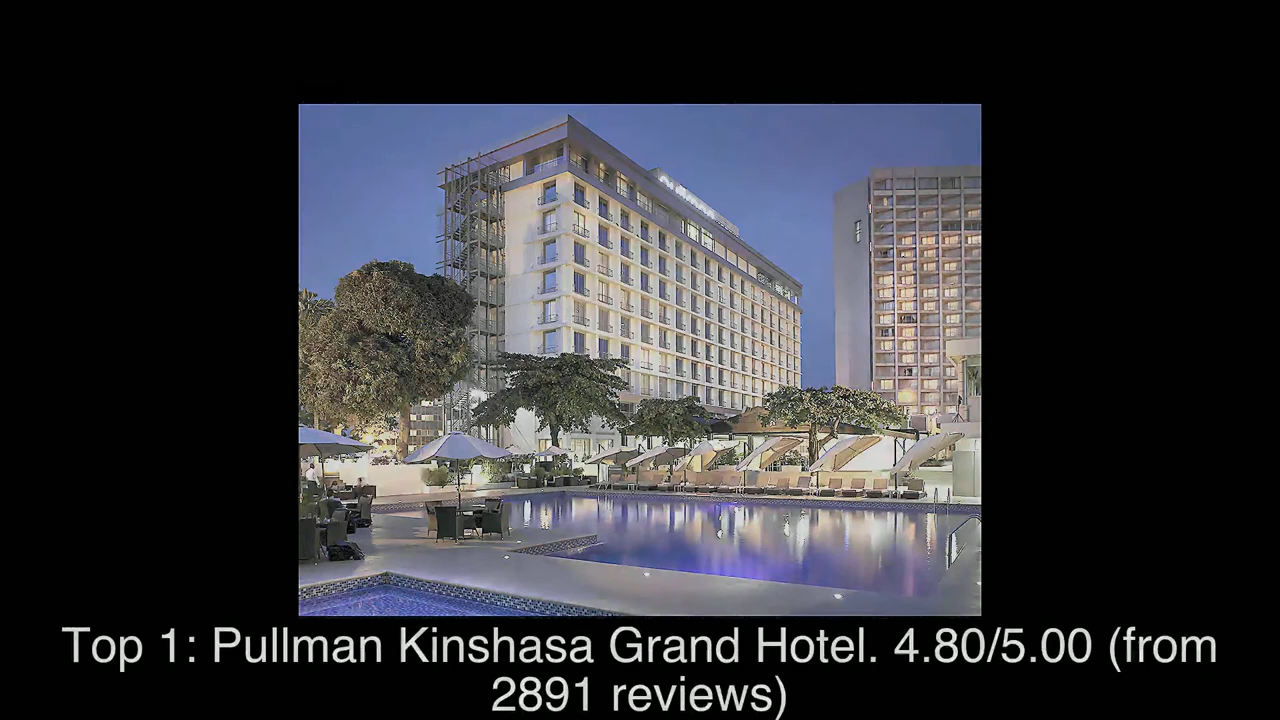 Top 1: Pullman Kinshasa Grand Hotel. 4.80/5.00 (from
2891 reviews)